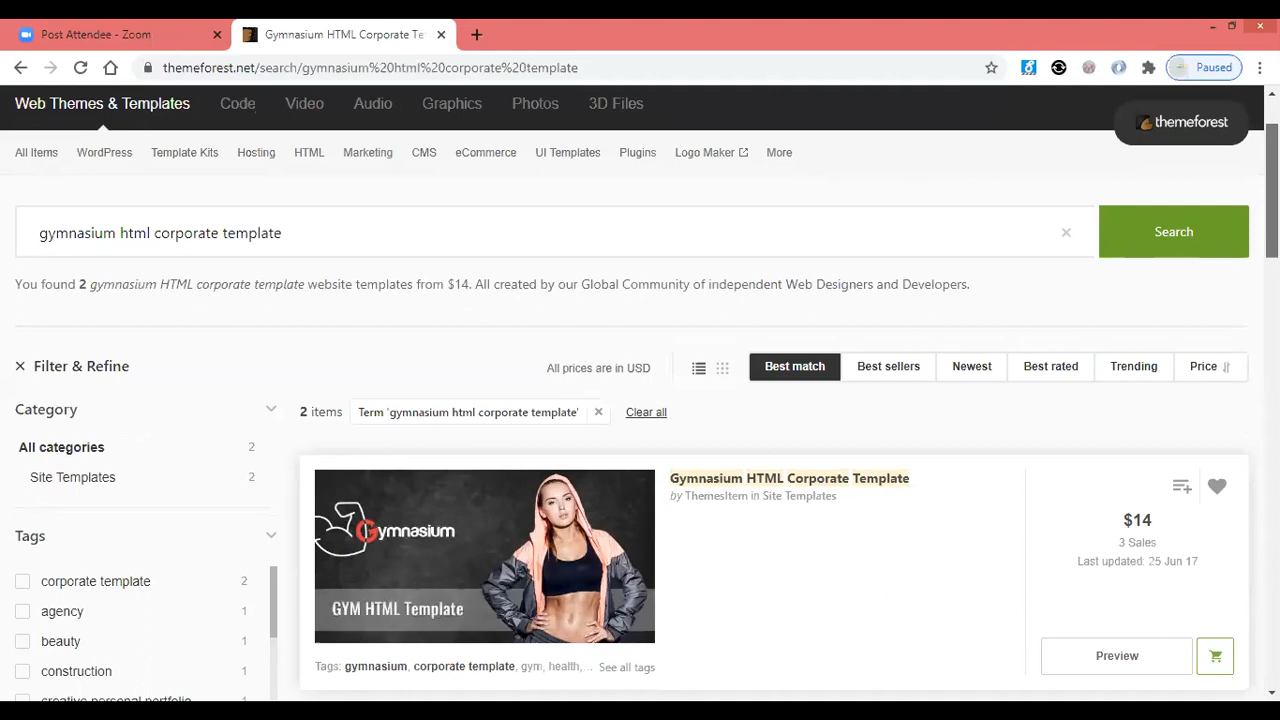 Post Attendee - Zoom
Gymnasium HTML Corporate Te
themeforest.net/search/gymnasium%20html%20corporate%20template
Paused
Web Themes & Templates Code Video Audio Graphics Photos 3D Files
themeforest
All Items WordPress Template Kits Hosting HTML Marketing CMS eCommerce UI Templates Plugins Logo Maker More
gymnasium html corporate template
Search
You found 2 gymnasium HTML corporate template website templates from $14. All created by our Global Community of independent Web Designers and Developers.
Filter & Refine
All prices are in USD
Best match Best sellers Newest Best rated Trending Price
Category
2 items Term 'gymnasium html corporate template' Clear all
All categories 2
Site Templates 2
Tags
corporate template 2
agency 1
beauty 1
construction 1
creative personal portfolio
Gymnasium
GYM HTML Template
Gymnasium HTML Corporate Template
by ThemesItem in Site Templates
$14
3 Sales
Last updated: 25 Jun 17
Tags: gymnasium, corporate template, gym, health,... See all tags
Preview